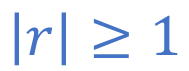 |r| ≥ 1